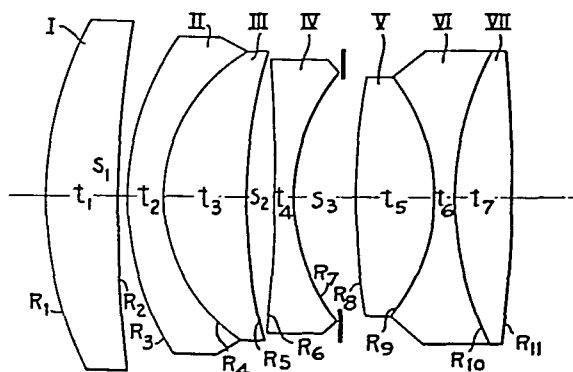 I II III IV V VI VII
t1 S1 t2 t3 S2 t4 S3 t5 t6 t7
R1 R2 R3 R4 R5 R6 R7 R8 R9 R10 R11